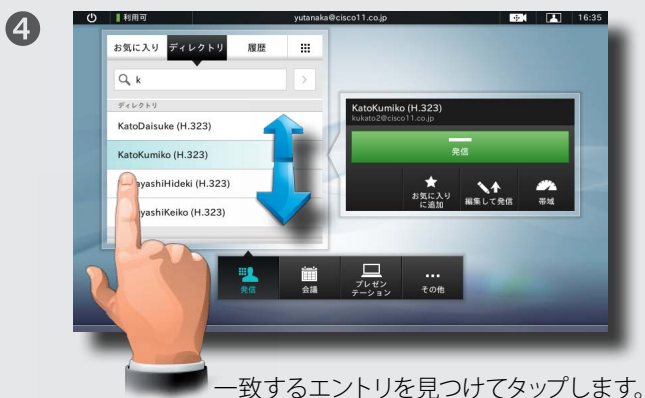 4
利用可
yutanaka@cisco11.co.jp
16:35
お気に入り ディレクトリ 履歴
k
ディレクトリ
KatoDaisuke (H.323)
KatoKumiko (H.323)
ayashiHideki (H.323)
yashiKeiko (H.323)
KatoKumiko (H.323)
kukato2@cisco11.co.jp
発信
お気に入り
に追加
編集して発信
帯域
発信
会議
プレゼン
テーション
その他
一致するエントリを見つけてタップします。